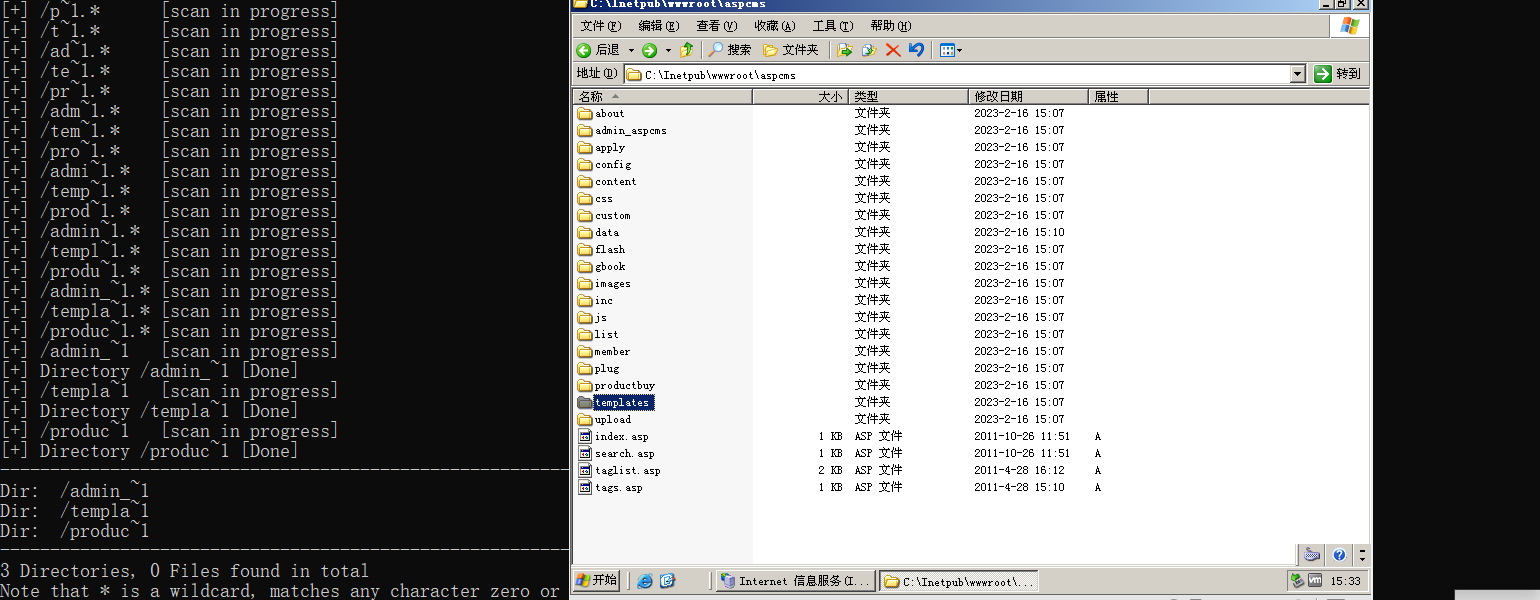 [+] /p~1.* [scan in progress]
[+] /t~1.* [scan in progress]
[+] /ad~1.* [scan in progress]
[+] /te~1.* [scan in progress]
[+] /pr~1.* [scan in progress]
[+] /adm~1.* [scan in progress]
[+] /tem~1.* [scan in progress]
[+] /pro~1.* [scan in progress]
[+] /admi~1.* [scan in progress]
[+] /temp~1.* [scan in progress]
[+] /prod~1.* [scan in progress]
[+] /admin~1.* [scan in progress]
[+] /templ~1.* [scan in progress]
[+] /produ~1.* [scan in progress]
[+] /admin_~1.* [scan in progress]
[+] /templa~1.* [scan in progress]
[+] /produc~1.* [scan in progress]
[+] /admin_~1 [scan in progress]
[+] Directory /admin_~1 [Done]
[+] /templa~1 [scan in progress]
[+] Directory /templa~1 [Done]
[+] /produc~1 [scan in progress]
[+] Directory /produc~1 [Done]
Dir: /admin_~1
Dir: /templa~1
Dir: /produc~1
3 Directories, 0 Files found in total
Note that * is a wildcard, matches any character zero or
C:\Inetpub\wwwroot\aspcms
文件(F) 编辑(E) 查看(V) 收藏(A) 工具(T) 帮助(H)
后退 搜索 文件夹
地址(D) C:\Inetpub\wwwroot\aspcms 转到
名称 大小 类型 修改日期 属性
about 文件夹 2023-2-16 15:07
admin_aspcms 文件夹 2023-2-16 15:07
apply 文件夹 2023-2-16 15:07
config 文件夹 2023-2-16 15:07
content 文件夹 2023-2-16 15:07
css 文件夹 2023-2-16 15:07
custom 文件夹 2023-2-16 15:07
data 文件夹 2023-2-16 15:10
flash 文件夹 2023-2-16 15:07
gbook 文件夹 2023-2-16 15:07
images 文件夹 2023-2-16 15:07
inc 文件夹 2023-2-16 15:07
js 文件夹 2023-2-16 15:07
list 文件夹 2023-2-16 15:07
member 文件夹 2023-2-16 15:07
plug 文件夹 2023-2-16 15:07
productbuy 文件夹 2023-2-16 15:07
templates 文件夹 2023-2-16 15:07
upload 文件夹 2023-2-16 15:07
index.asp 1 KB ASP 文件 2011-10-26 11:51 A
search.asp 1 KB ASP 文件 2011-10-26 11:51 A
taglist.asp 2 KB ASP 文件 2011-4-28 16:12 A
tags.asp 1 KB ASP 文件 2011-4-28 15:10 A
开始 Internet 信息服务(I... C:\Inetpub\wwwroot\... 15:33